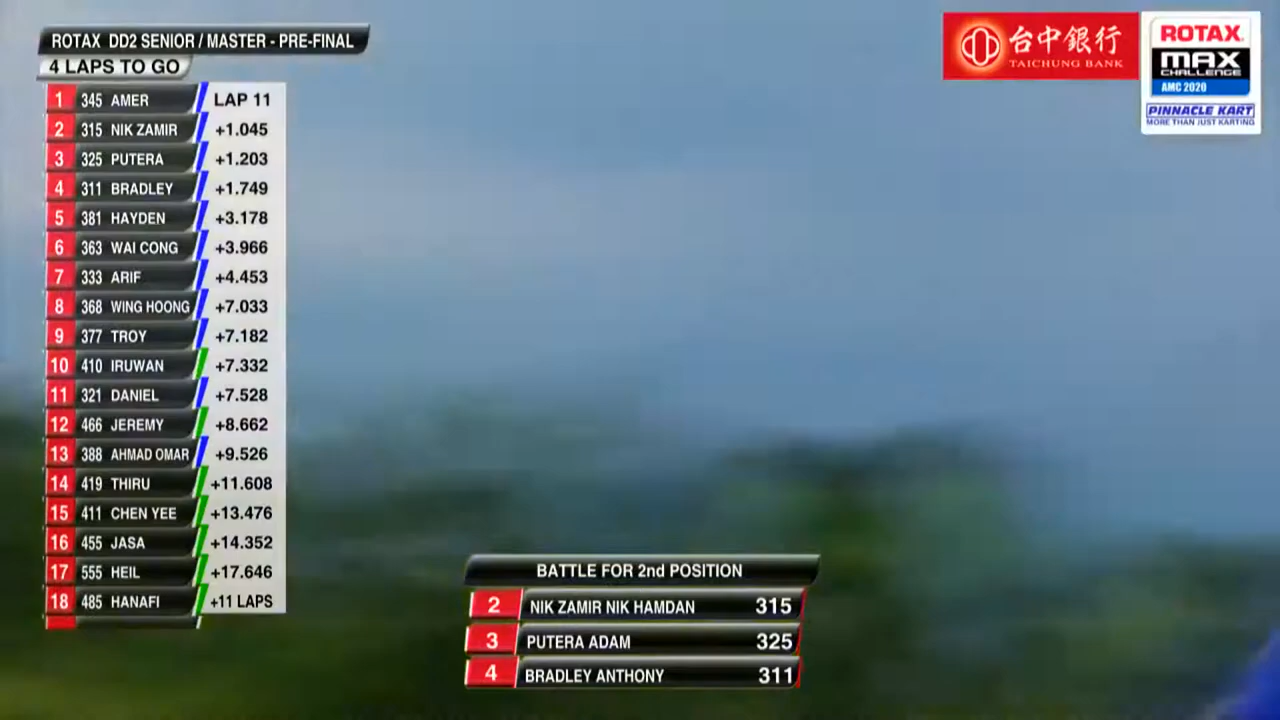 ROTAX DD2 SENIOR / MASTER - PRE-FINAL
4 LAPS TO GO
1 345 AMER LAP 11
2 315 NIK ZAMIR +1.045
3 325 PUTERA +1.203
4 311 BRADLEY +1.749
5 381 HAYDEN +3.178
6 363 WAI CONG +3.966
7 333 ARIF +4.453
8 368 WING HOONG +7.033
9 377 TROY +7.182
10 410 IRUWAN +7.332
11 321 DANIEL +7.528
12 466 JEREMY +8.662
13 388 AHMAD OMAR +9.526
14 419 THIRU +11.608
15 411 CHEN YEE +13.476
16 455 JASA +14.352
17 555 HEIL +17.646
18 485 HANAFI +11 LAPS
台中銀行
TAICHUNG BANK
ROTAX
MAX
CHALLENGE
AMC 2020
PINNACLE KART
MORE THAN JUST KARTING
BATTLE FOR 2nd POSITION
2 NIK ZAMIR NIK HAMDAN 315
3 PUTERA ADAM 325
4 BRADLEY ANTHONY 311